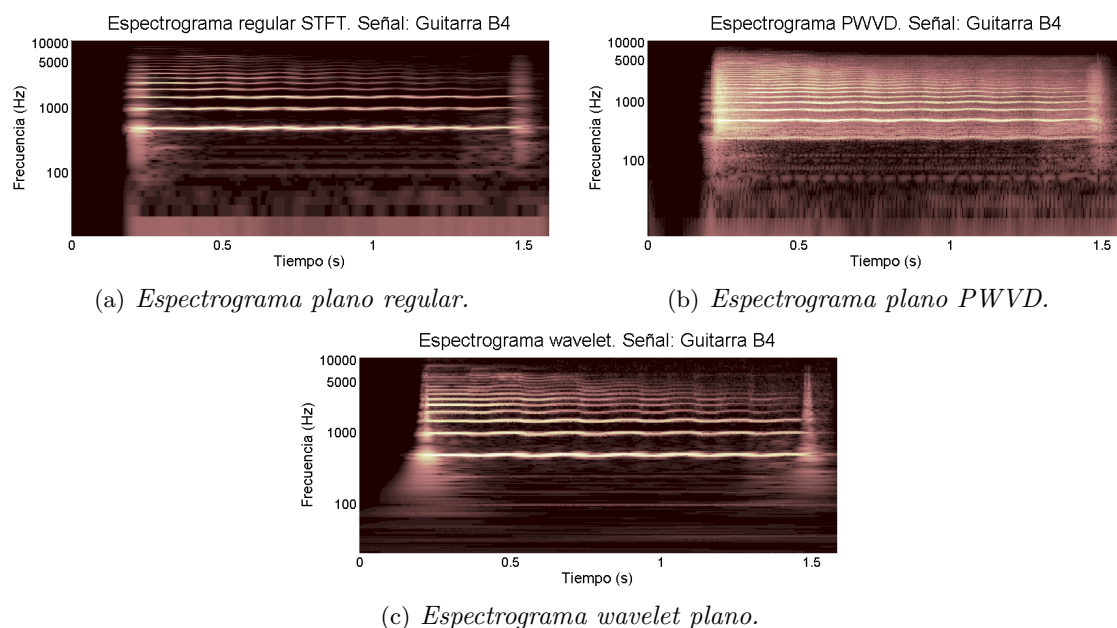 Espectrograma regular STFT. Señal: Guitarra B4
10000
5000
1000
100
Frecuencia (Hz)
0
0.5
1
1.5
Tiempo (s)
(a) Espectrograma plano regular.
Espectrograma PWVD. Señal: Guitarra B4
10000
5000
1000
100
Frecuencia (Hz)
0
0.5
1
1.5
Tiempo (s)
(b) Espectrograma plano PWVD.
Espectrograma wavelet. Señal: Guitarra B4
10000
5000
1000
100
Frecuencia (Hz)
0
0.5
1
1.5
Tiempo (s)
(c) Espectrograma wavelet plano.